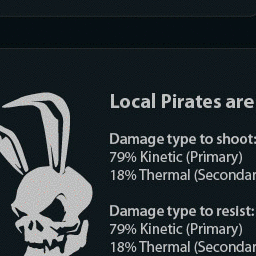 Local Pirates are
Damage type to shoot:
79% Kinetic (Primary)
18% Thermal (Secondar
Damage type to resist:
79% Kinetic (Primary)
18% Thermal (Secondar